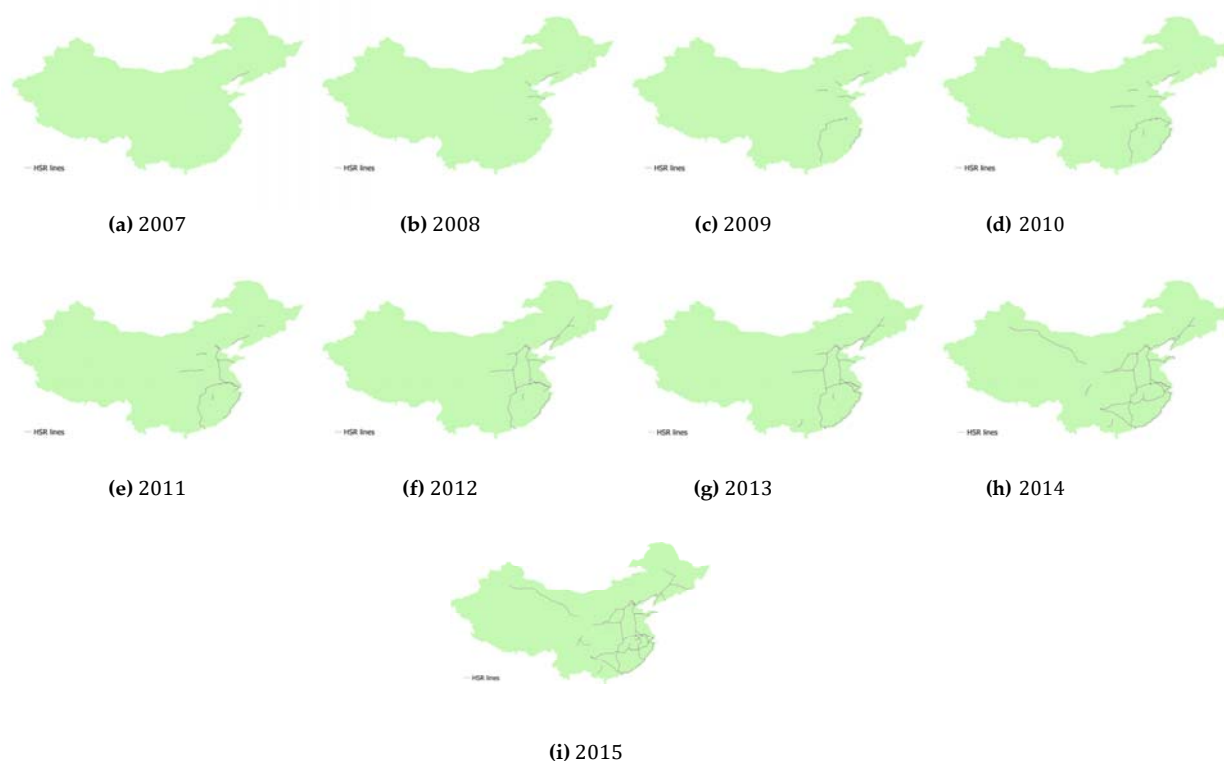 — HSR lines
— HSR lines
— HSR lines
— HSR lines
(a) 2007
(b) 2008
(c) 2009
(d) 2010
— HSR lines
— HSR lines
— HSR lines
— HSR lines
(e) 2011
(f) 2012
(g) 2013
(h) 2014
— HSR lines
(i) 2015